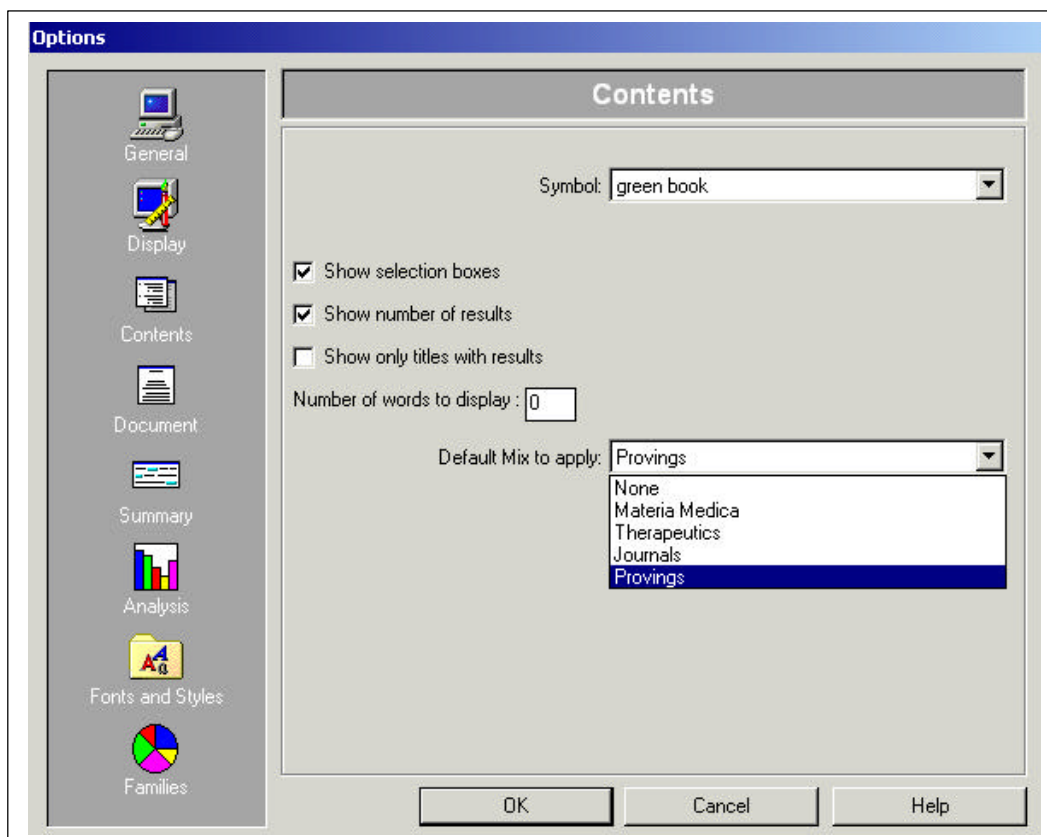 Options
General
Display
Contents
Document
Summary
Analysis
Fonts and Styles
Families
Contents
Symbol: green book
Show selection boxes
Show number of results
Show only titles with results
Number of words to display : 0
Default Mix to apply: Provings
None
Materia Medica
Therapeutics
Journals
Provings
OK Cancel Help